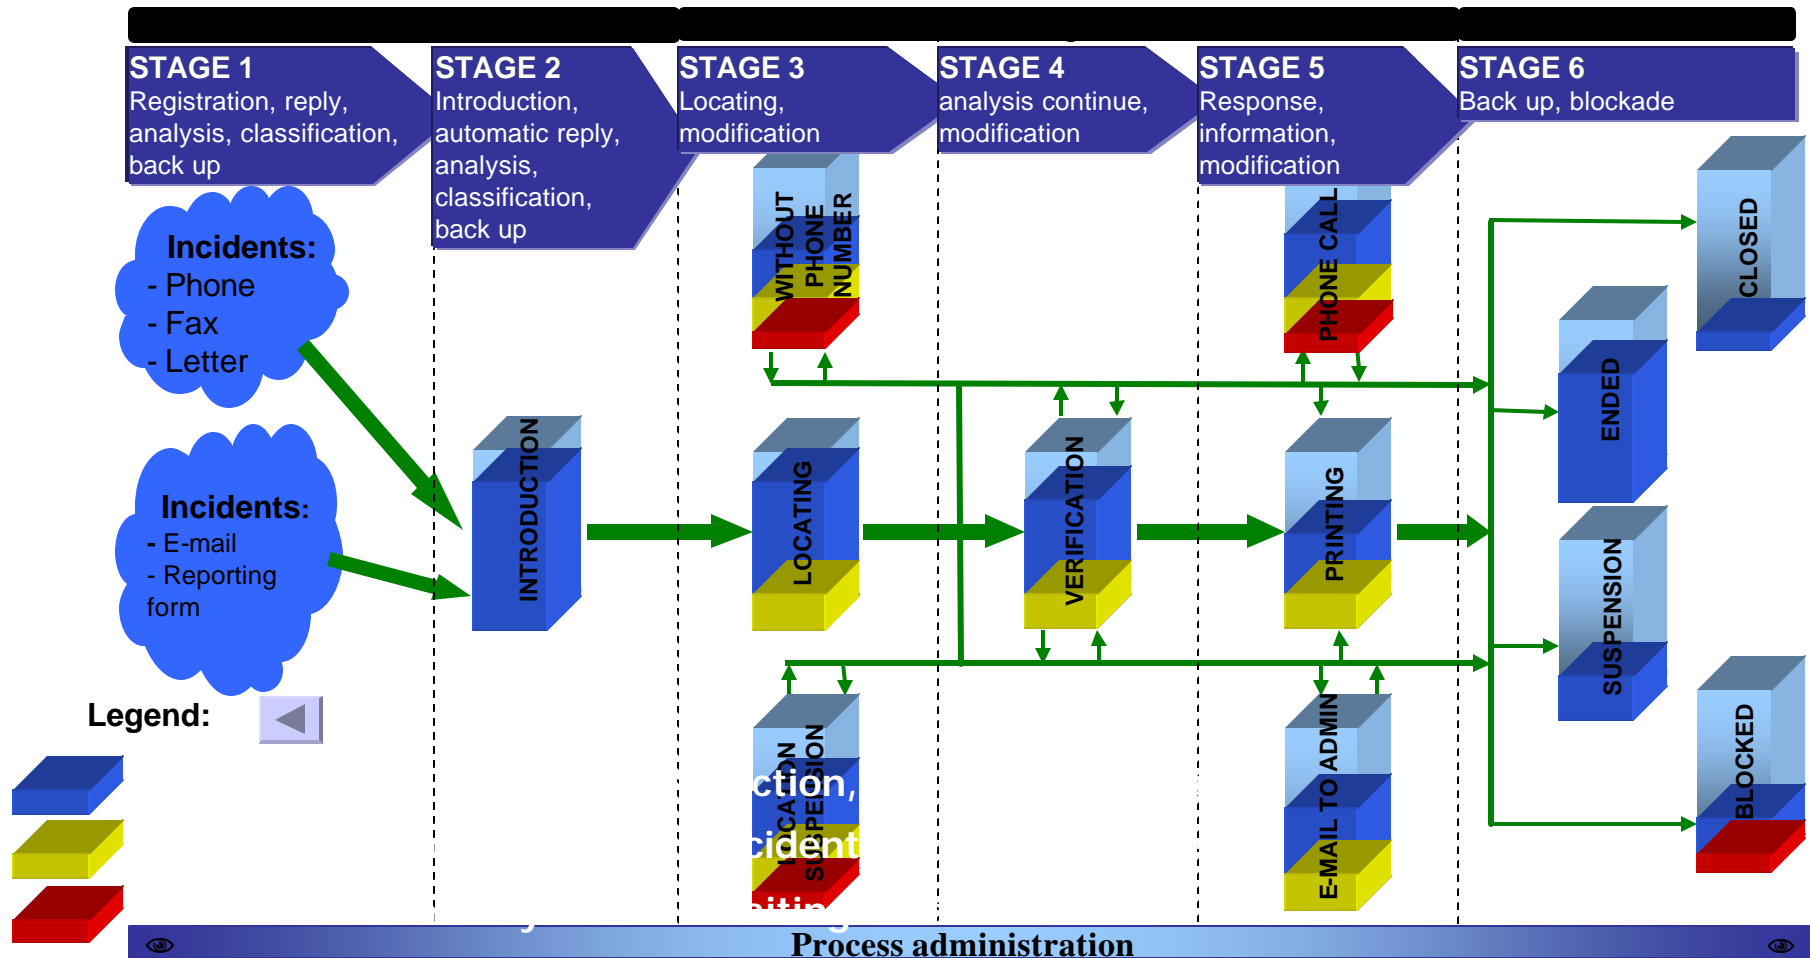 STAGE 1
Registration, reply,
analysis, classification,
back up
STAGE 2
Introduction,
automatic reply,
analysis,
classification,
back up
STAGE 3
Locating,
modification
STAGE 4
analysis continue,
modification
STAGE 5
Response,
information,
modification
STAGE 6
Back up, blockade
Incidents:
- Phone
- Fax
- Letter
Incidents:
- E-mail
- Reporting
form
INTRODUCTION
WITHOUT
PHONE
NUMBER
LOCATING
LOCATION
SUSPENSION
VERIFICATION
PHONE CALL
PRINTING
E-MAIL TO ADMIN
CLOSED
ENDED
SUSPENSION
BLOCKED
Legend:
Process administration